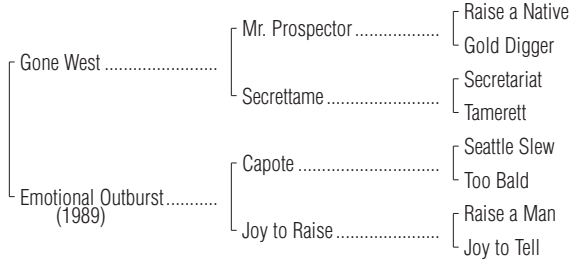 Raise a Native
Mr. Prospector ....................
Gold Digger
Gone West ..........................
Secretariat
Secrettame ..........................
Tamerett
Seattle Slew
Capote .................................
Too Bald
Emotional Outburst............
(1989)
Raise a Man
Joy to Raise ........................
Joy to Tell